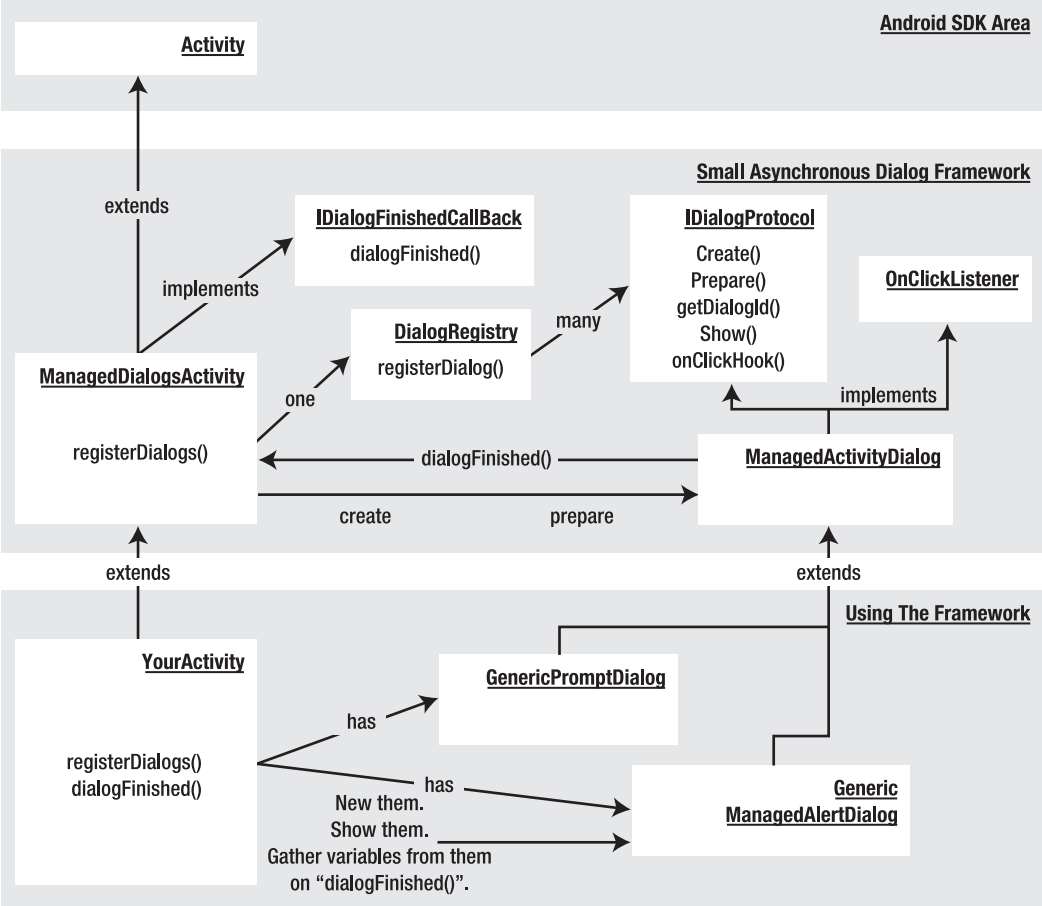 Android SDK Area
Activity
extends
Small Asynchronous Dialog Framework
IDialogFinishedCallBack
dialogFinished()
IDialogProtocol
Create()
Prepare()
getDialogId()
Show()
onClickHook()
OnClickListener
implements
many
DialogRegistry
registerDialog()
one
implements
ManagedDialogsActivity
registerDialogs()
dialogFinished()
ManagedActivityDialog
create
prepare
extends
extends
Using The Framework
YourActivity
registerDialogs()
dialogFinished()
GenericPromptDialog
has
has
New them.
Show them.
Gather variables from them
on “dialogFinished()”.
Generic
ManagedAlertDialog